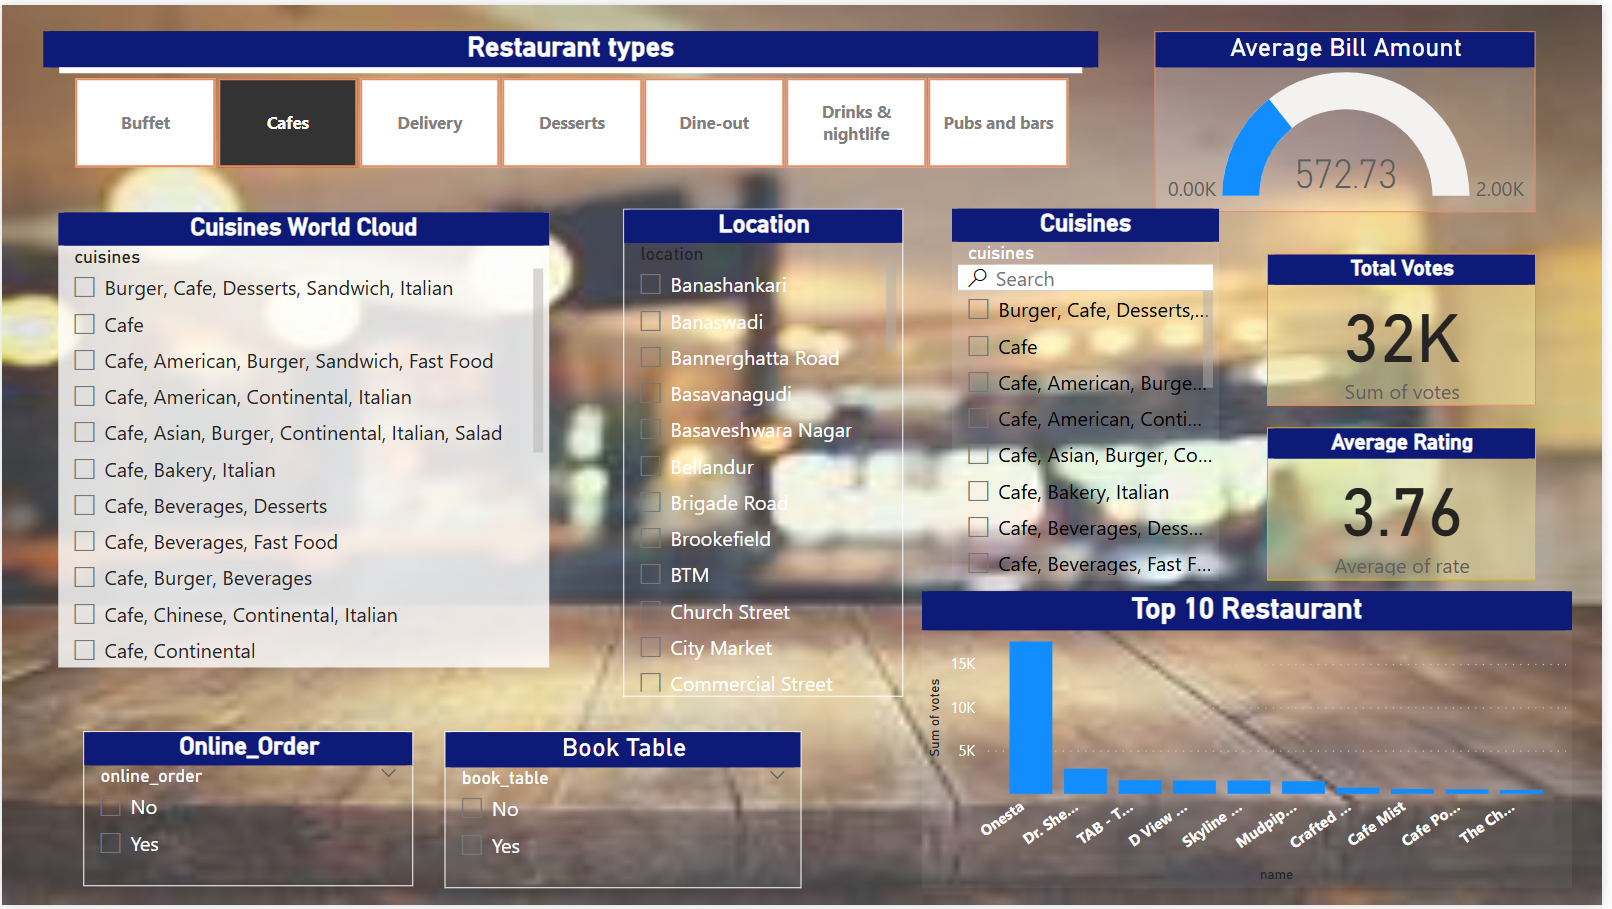 Restaurant types
Buffet
Cafes
Delivery
Desserts
Dine-out
Drinks &
nightlife
Pubs and bars
Average Bill Amount
572.73
0.00K
2.00K
Cuisines World Cloud
cuisines
Burger, Cafe, Desserts, Sandwich, Italian
Cafe
Cafe, American, Burger, Sandwich, Fast Food
Cafe, American, Continental, Italian
Cafe, Asian, Burger, Continental, Italian, Salad
Cafe, Bakery, Italian
Cafe, Beverages, Desserts
Cafe, Beverages, Fast Food
Cafe, Burger, Beverages
Cafe, Chinese, Continental, Italian
Cafe, Continental
Location
location
Banashankari
Banaswadi
Bannerghatta Road
Basavanagudi
Basaveshwara Nagar
Bellandur
Brigade Road
Brookefield
BTM
Church Street
City Market
Commercial Street
Cuisines
cuisines
Search
Burger, Cafe, Desserts,...
Cafe
Cafe, American, Burge...
Cafe, American, Conti...
Cafe, Asian, Burger, Co...
Cafe, Bakery, Italian
Cafe, Beverages, Dess...
Cafe, Beverages, Fast F...
Total Votes
32K
Sum of votes
Average Rating
3.76
Average of rate
Online_Order
online_order
No
Yes
Book Table
book_table
No
Yes
Top 10 Restaurant
Sum of votes
15K
10K
5K
Onesta
Dr. She...
TAB - T...
D View ...
Skyline ...
Mudpip...
Crafted ...
Cafe Mist
Cafe Po...
The Ch...
name